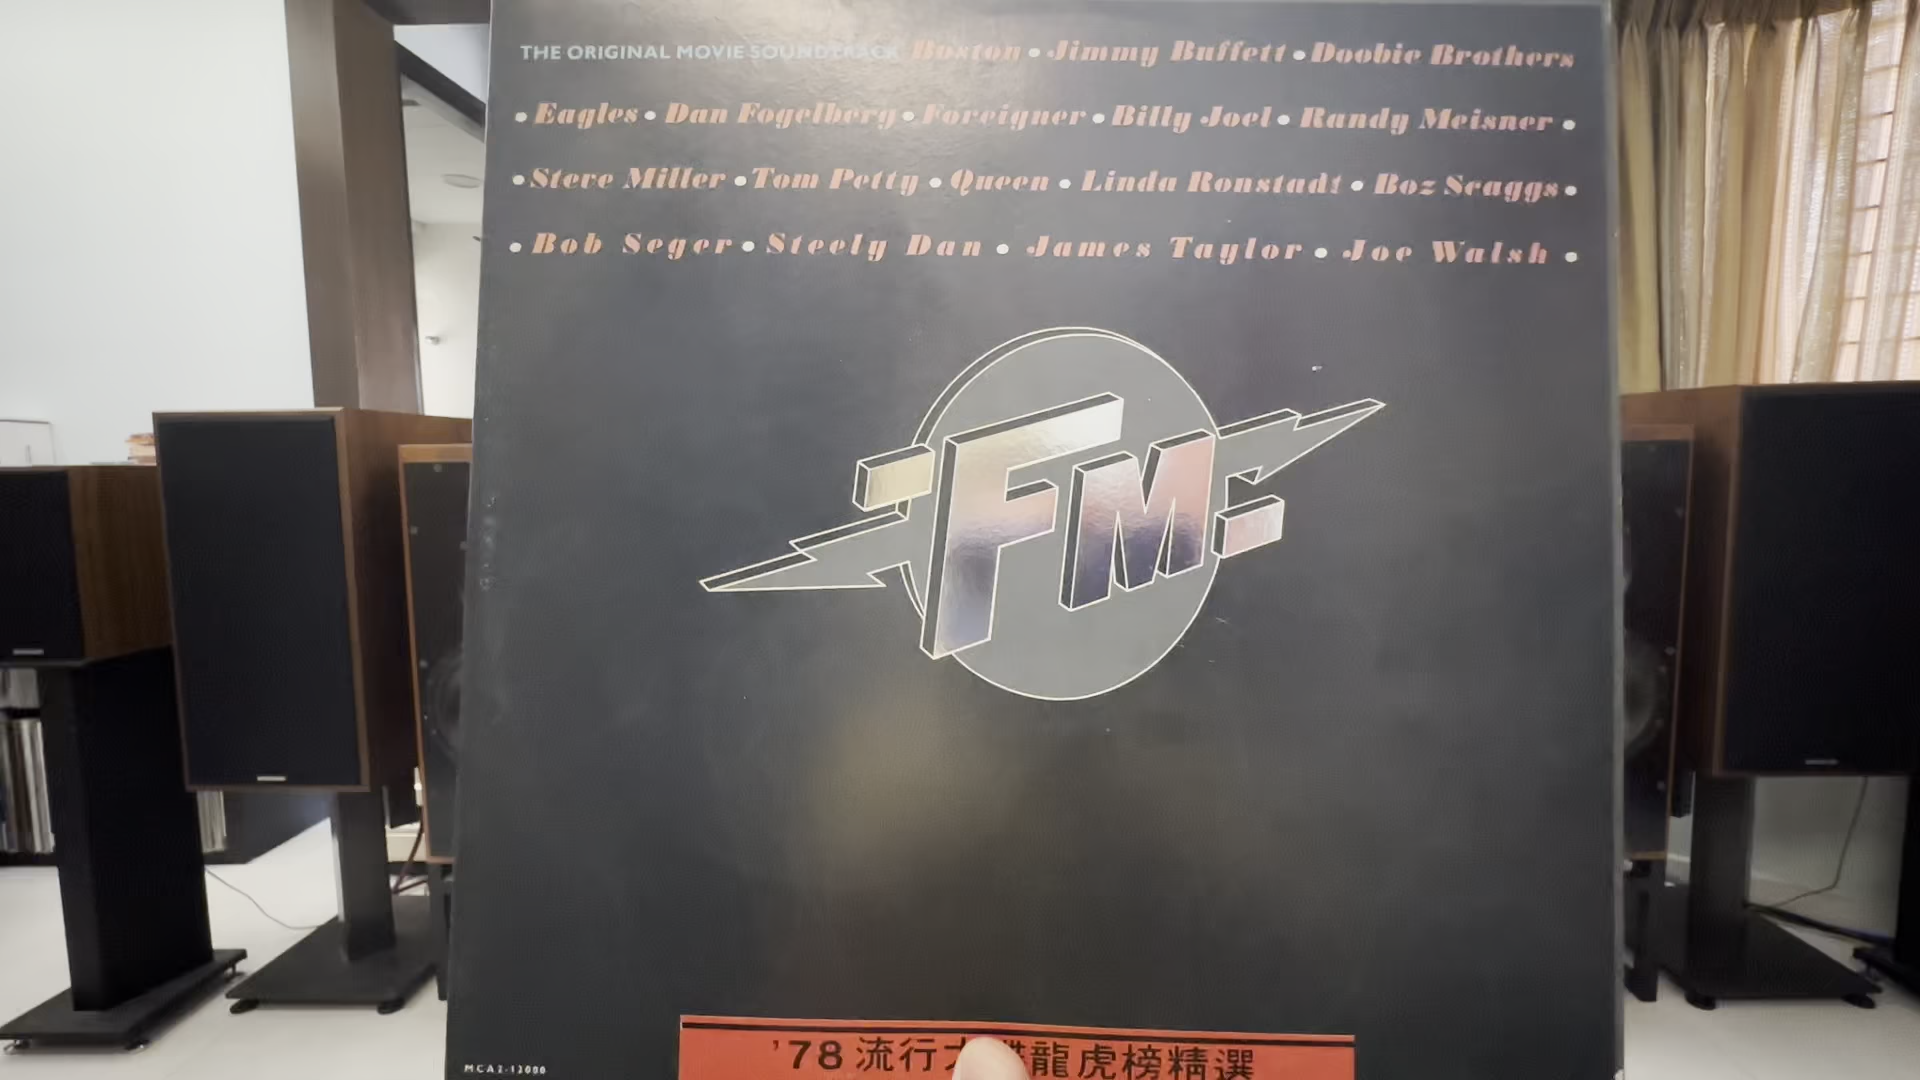 THE ORIGINAL MOVIE SOUNDTRACK Boston • Jimmy Buffett • Doobie Brothers
• Eagles • Dan Fogelberg • Foreigner • Billy Joel • Randy Meisner •
• Steve Miller • Tom Petty • Queen • Linda Ronstadt • Boz Scaggs •
• Bob Seger • Steely Dan • James Taylor • Joe Walsh •
FM
'78 流行 龍虎榜精選
MCA2-12000